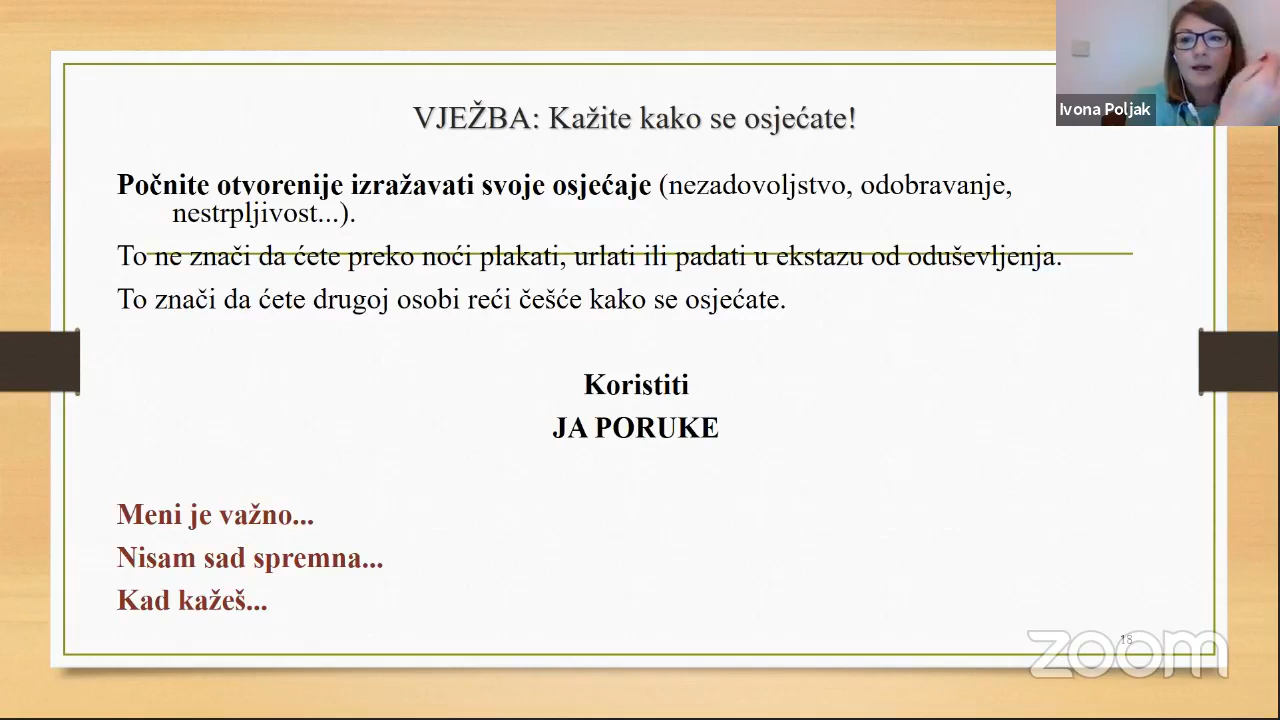 VJEŽBA: Kažite kako se osjećate!
Počnite otvorenije izražavati svoje osjećaje (nezadovoljstvo, odobravanje,
nestrpljivost...).
To ne znači da ćete preko noći plakati, urlati ili padati u ekstazu od oduševljenja.
To znači da ćete drugoj osobi reći češće kako se osjećate.
Koristiti
JA PORUKE
Meni je važno...
Nisam sad spremna...
Kad kažeš...
18
zoom
Ivona Poljak